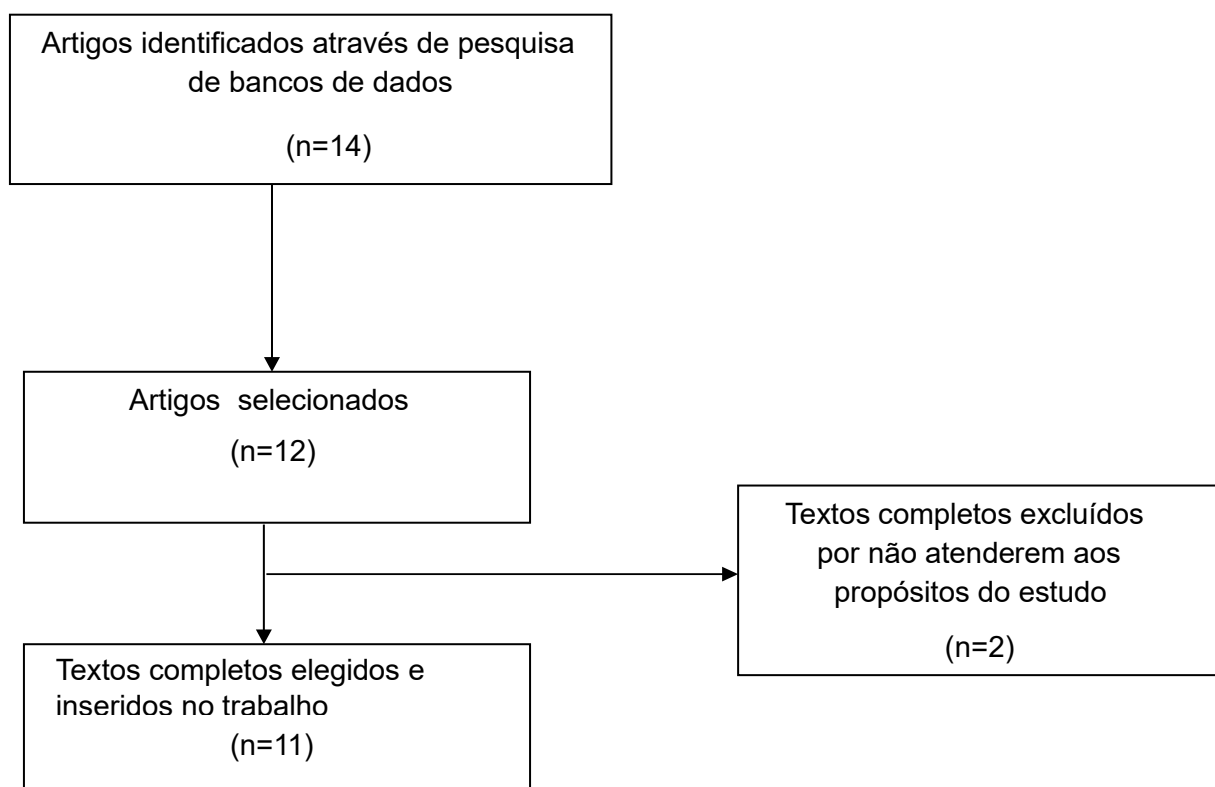 Artigos identificados através de pesquisa
de bancos de dados
(n=14)
Artigos selecionados
(n=12)
Textos completos excluídos
por não atenderem aos
propósitos do estudo
(n=2)
Textos completos elegidos e
inseridos no trabalho
(n=11)